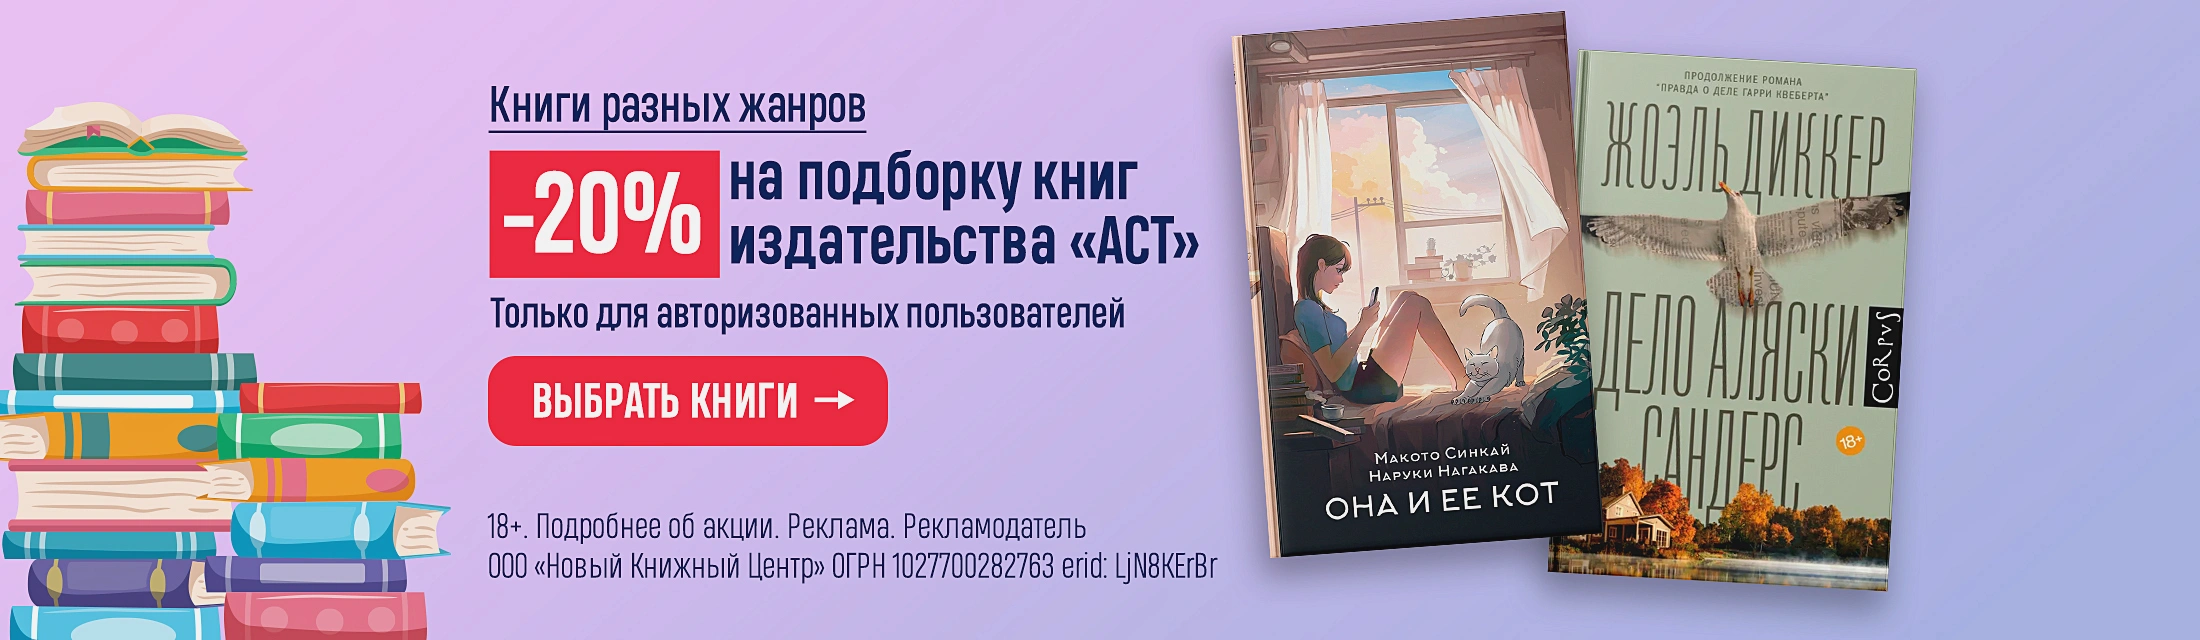 Книги разных жанров
-20%
на подборку книг
издательства «АСТ»
Только для авторизованных пользователей
ВЫБРАТЬ КНИГИ →
18+. Подробнее об акции. Реклама. Рекламодатель
ООО «Новый Книжный Центр» ОГРН 1027700282763 erid: LjN8KErBr
Макото Синкай
Наруки Нагакава
ОНА И ЕЕ КОТ
ПРОДОЛЖЕНИЕ РОМАНА
"ПРАВДА О ДЕЛЕ ГАРРИ КВЕБЕРТА"
ЖОЭЛЬ ДИККЕР
ДЕЛО АЛЯСКИ
САНДЕРС
CORPVS
18+